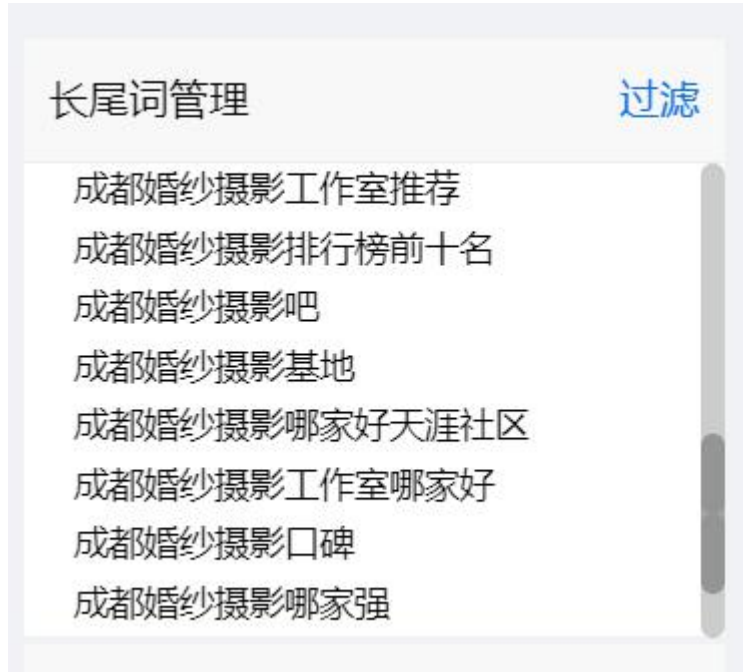 长尾词管理 过滤
成都婚纱摄影工作室推荐
成都婚纱摄影排行榜前十名
成都婚纱摄影吧
成都婚纱摄影基地
成都婚纱摄影哪家好天涯社区
成都婚纱摄影工作室哪家好
成都婚纱摄影口碑
成都婚纱摄影哪家强